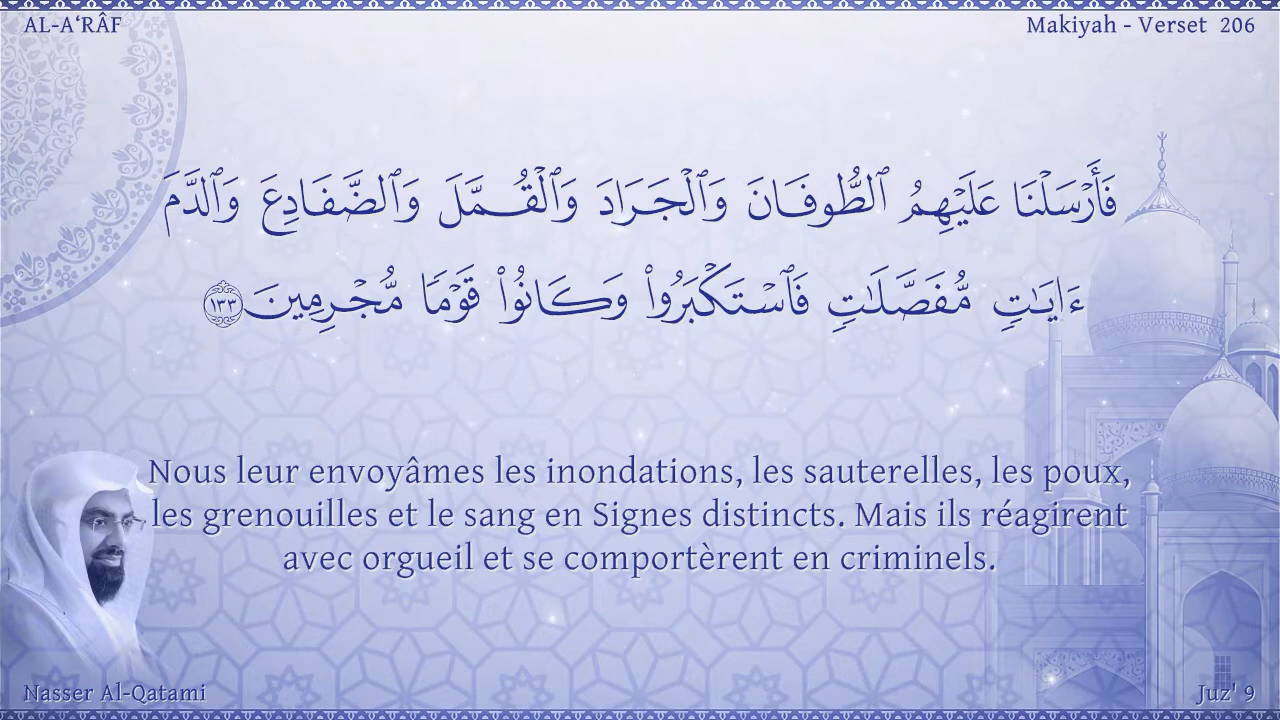 AL-A‘RÂF
Makiyah - Verset 206
فَأَرْسَلْنَا عَلَيْهِمُ ٱلطُّوفَانَ وَٱلْجَرَادَ وَٱلْقُمَّلَ وَٱلضَّفَادِعَ وَٱلدَّمَ
ءَايَـٰتٍ مُّفَصَّلَـٰتٍ فَٱسْتَكْبَرُوا۟ وَكَانُوا۟ قَوْمًا مُّجْرِمِينَ ١٣٣
Nous leur envoyâmes les inondations, les sauterelles, les poux,
les grenouilles et le sang en Signes distincts. Mais ils réagirent
avec orgueil et se comportèrent en criminels.
Nasser Al-Qatami
Juz' 9